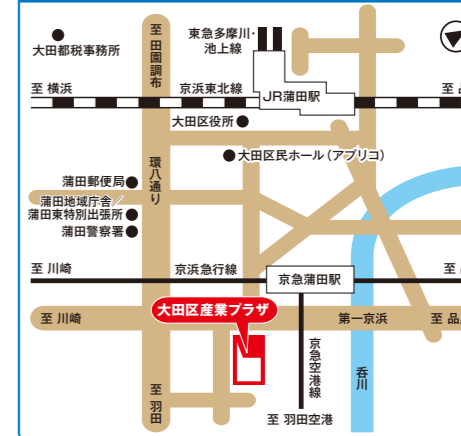 大田都税事務所
至 田園調布
東急多摩川・
池上線
至 横浜
京浜東北線
JR蒲田駅
至 品
大田区役所
大田区民ホール(アプリコ)
環八通り
蒲田郵便局
蒲田地域庁舎/
蒲田東特別出張所
蒲田警察署
至 川崎
京浜急行線
京急蒲田駅
至
大田区産業プラザ
至 川崎
第一京浜
至 品
京急空港線
呑川
至 羽田
至 羽田空港